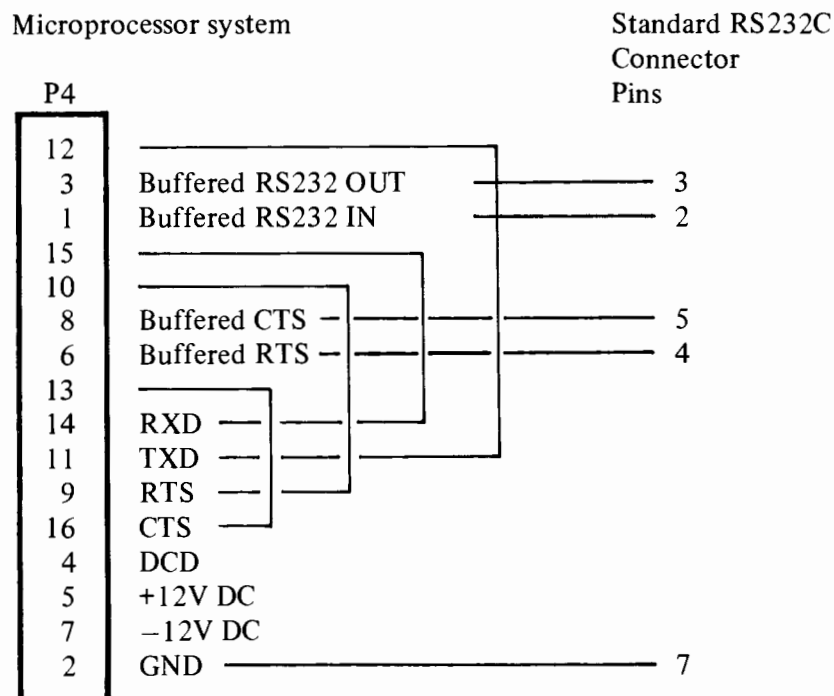 Microprocessor system Standard RS232C
Connector
P4 Pins
12
3 Buffered RS232 OUT 3
1 Buffered RS232 IN 2
15
10
8 Buffered CTS 5
6 Buffered RTS 4
13
14 RXD
11 TXD
9 RTS
16 CTS
4 DCD
5 +12V DC
7 −12V DC
2 GND 7